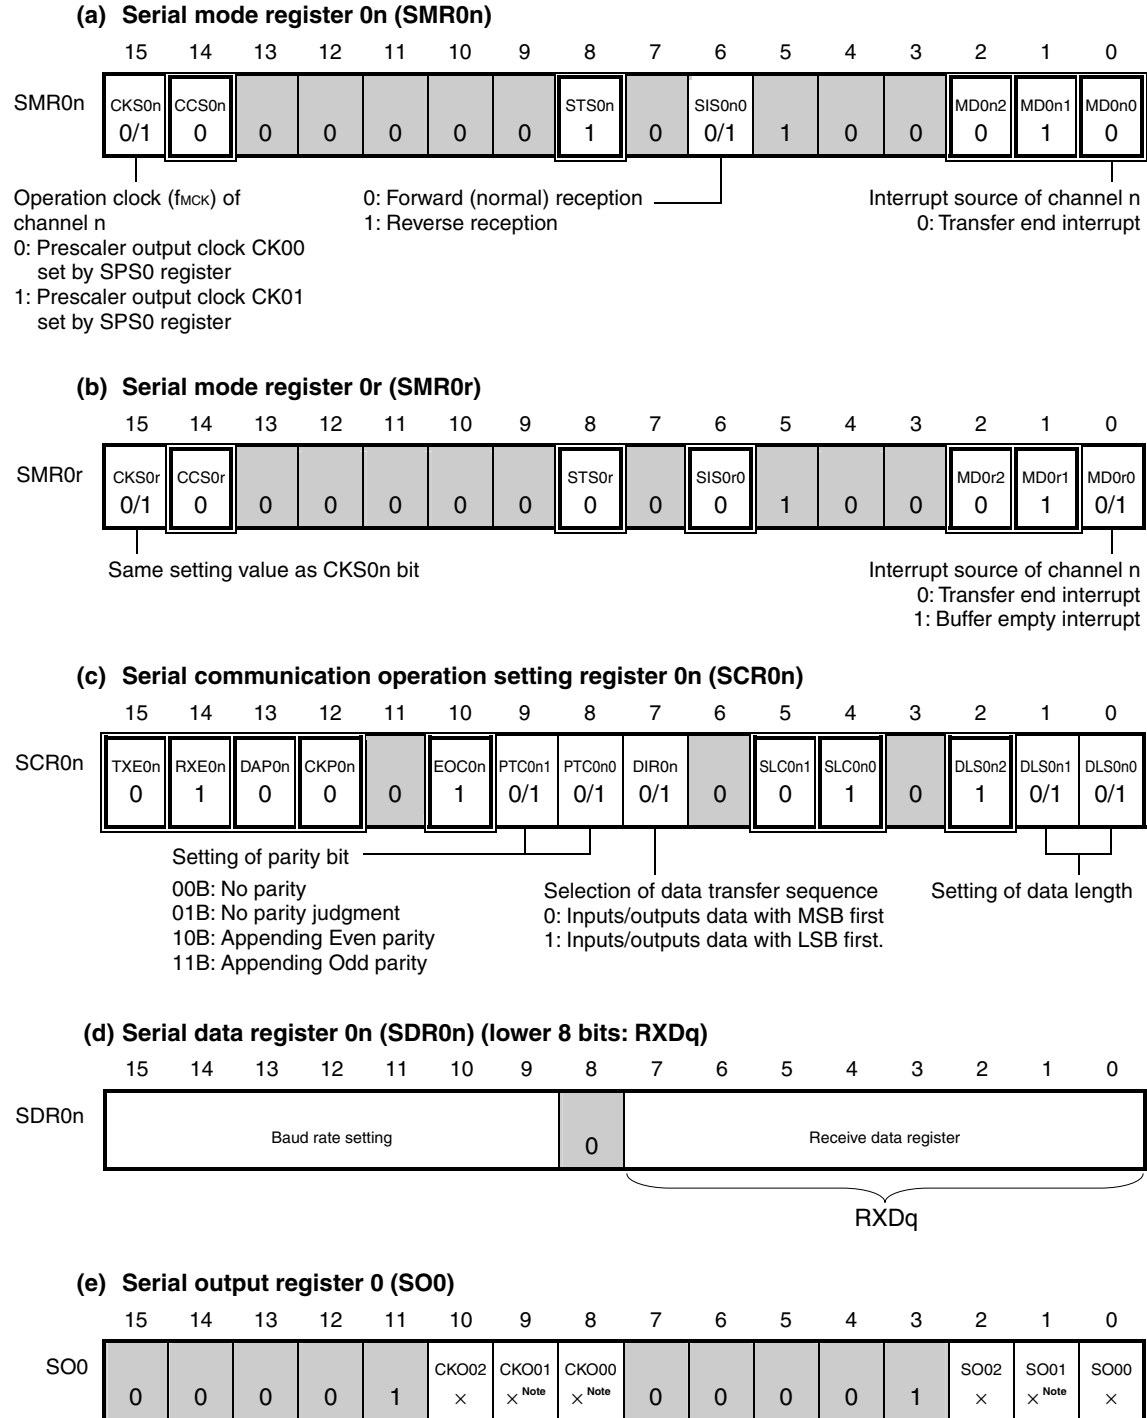 (a) Serial mode register 0n (SMR0n)
15 14 13 12 11 10 9 8 7 6 5 4 3 2 1 0
SMR0n
CKS0n CCS0n STS0n SIS0n0 MD0n2 MD0n1 MD0n0
0/1 0 0 0 0 0 0 1 0 0/1 1 0 0 0 1 0
Operation clock (fMCK) of
channel n
0: Prescaler output clock CK00
set by SPS0 register
1: Prescaler output clock CK01
set by SPS0 register
0: Forward (normal) reception
1: Reverse reception
Interrupt source of channel n
0: Transfer end interrupt
(b) Serial mode register 0r (SMR0r)
15 14 13 12 11 10 9 8 7 6 5 4 3 2 1 0
SMR0r
CKS0r CCS0r STS0r SIS0r0 MD0r2 MD0r1 MD0r0
0/1 0 0 0 0 0 0 0 0 0 1 0 0 0 1 0/1
Same setting value as CKS0n bit
Interrupt source of channel n
0: Transfer end interrupt
1: Buffer empty interrupt
(c) Serial communication operation setting register 0n (SCR0n)
15 14 13 12 11 10 9 8 7 6 5 4 3 2 1 0
SCR0n
TXE0n RXE0n DAP0n CKP0n EOC0n PTC0n1 PTC0n0 DIR0n SLC0n1 SLC0n0 DLS0n2 DLS0n1 DLS0n0
0 1 0 0 0 1 0/1 0/1 0/1 0 0 1 0 1 0/1 0/1
Setting of parity bit
00B: No parity
01B: No parity judgment
10B: Appending Even parity
11B: Appending Odd parity
Selection of data transfer sequence
0: Inputs/outputs data with MSB first
1: Inputs/outputs data with LSB first.
Setting of data length
(d) Serial data register 0n (SDR0n) (lower 8 bits: RXDq)
15 14 13 12 11 10 9 8 7 6 5 4 3 2 1 0
SDR0n
Baud rate setting 0 Receive data register
RXDq
(e) Serial output register 0 (SO0)
15 14 13 12 11 10 9 8 7 6 5 4 3 2 1 0
SO0
CKO02 CKO01 CKO00 SO02 SO01 SO00
0 0 0 0 1 × ×Note ×Note 0 0 0 0 1 × ×Note ×